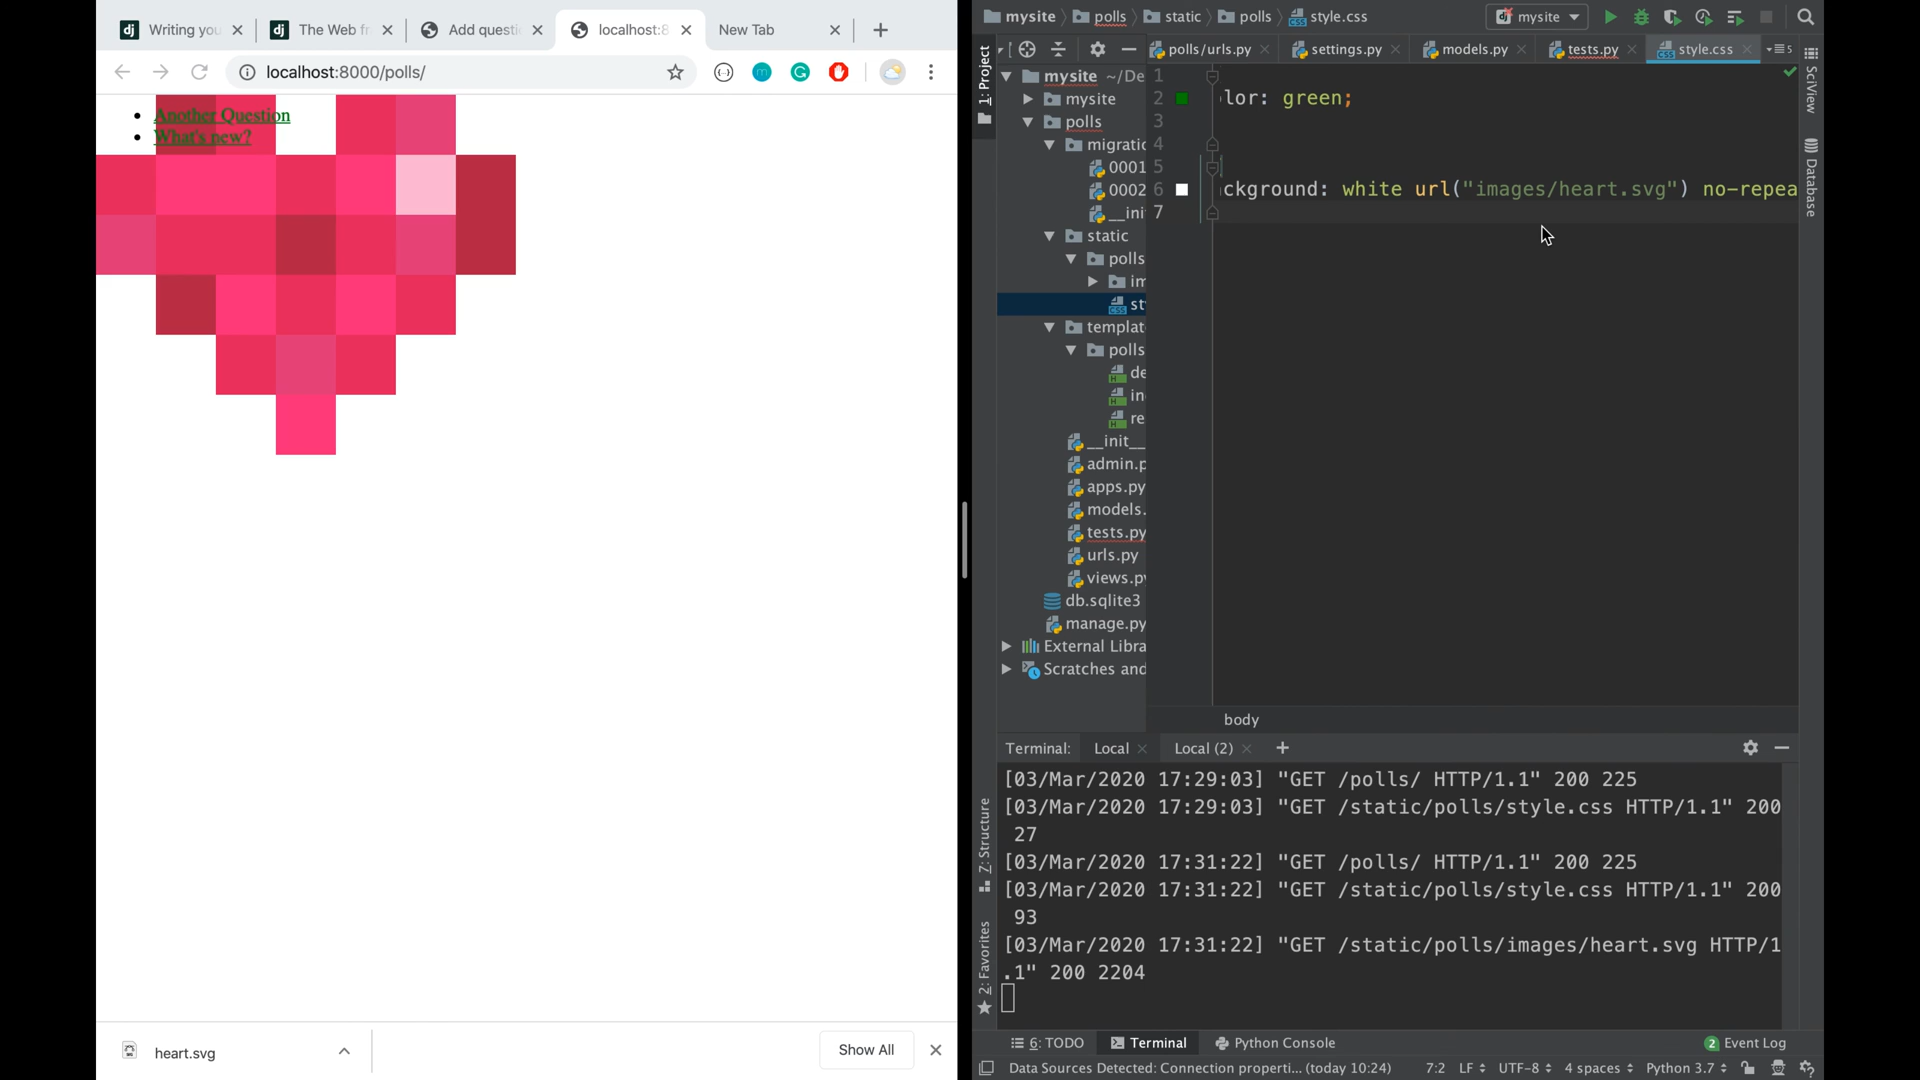 Writing you
The Web fr
Add questi
localhost:8
New Tab
localhost:8000/polls/
Another Question
What's new?
heart.svg
Show All
mysite
polls
static
polls
style.css
mysite
polls/urls.py
settings.py
models.py
tests.py
style.css
5
1: Project
mysite ~/De
mysite
polls
migratio
0001
0002
__ini
static
polls
im
st
templat
polls
de
in
re
__init__
admin.p
apps.py
models.
tests.py
urls.py
views.py
db.sqlite3
manage.py
External Libra
Scratches and
1
2 lor: green;
3
4
5
6 ckground: white url("images/heart.svg") no-repea
7
SciView
Database
body
Terminal: Local Local (2)
[03/Mar/2020 17:29:03] "GET /polls/ HTTP/1.1" 200 225
[03/Mar/2020 17:29:03] "GET /static/polls/style.css HTTP/1.1" 200
27
[03/Mar/2020 17:31:22] "GET /polls/ HTTP/1.1" 200 225
[03/Mar/2020 17:31:22] "GET /static/polls/style.css HTTP/1.1" 200
93
[03/Mar/2020 17:31:22] "GET /static/polls/images/heart.svg HTTP/1
.1" 200 2204
Z: Structure
2: Favorites
6: TODO
Terminal
Python Console
2 Event Log
Data Sources Detected: Connection properti... (today 10:24)
7:2 LF UTF-8 4 spaces Python 3.7